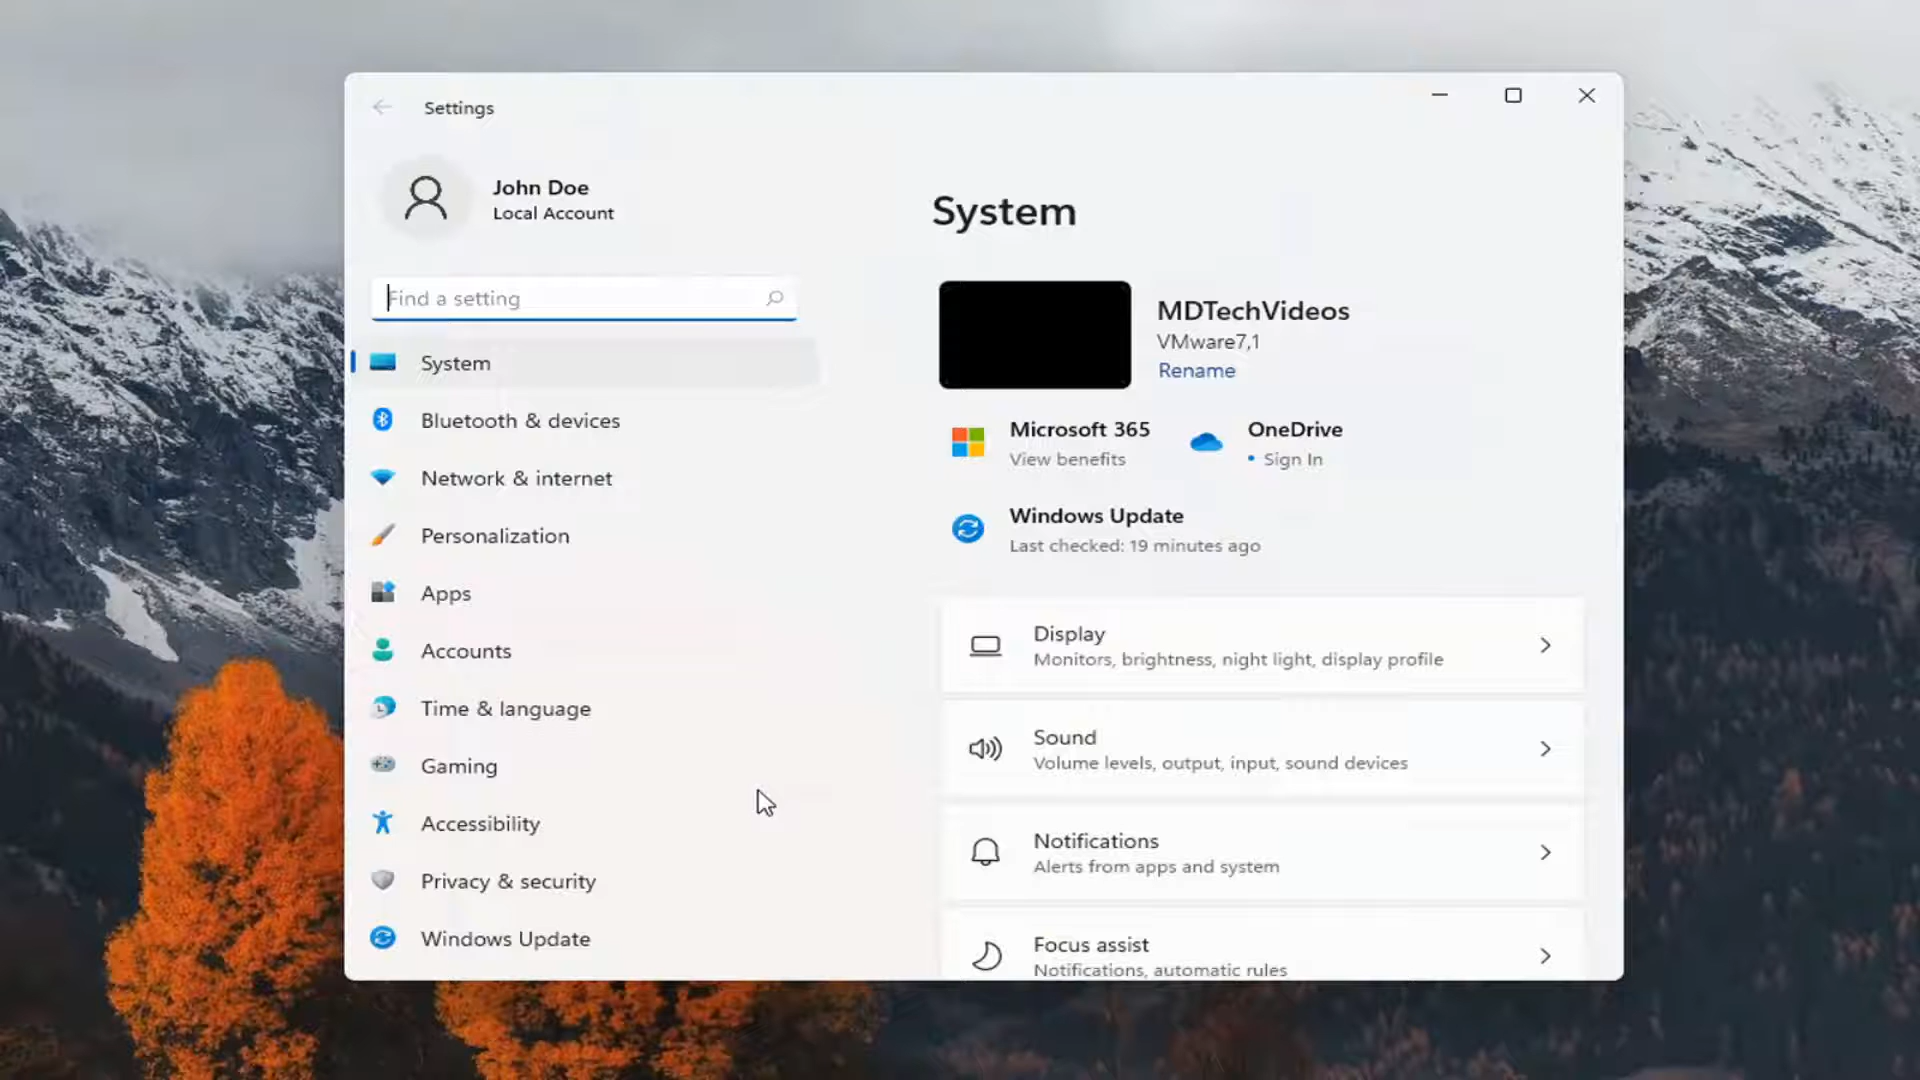 Settings
John Doe
Local Account
Find a setting
System
Bluetooth & devices
Network & internet
Personalization
Apps
Accounts
Time & language
Gaming
Accessibility
Privacy & security
Windows Update
System
MDTechVideos
VMware7,1
Rename
Microsoft 365
View benefits
OneDrive
• Sign In
Windows Update
Last checked: 19 minutes ago
Display
Monitors, brightness, night light, display profile
Sound
Volume levels, output, input, sound devices
Notifications
Alerts from apps and system
Focus assist
Notifications, automatic rules